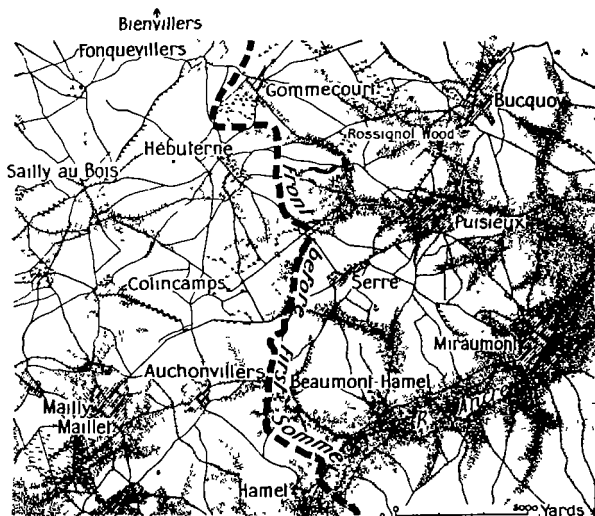 Bienvillers
Fonquevillers
Gommecourt
Bucquoy
Rossignol Wood
Hébuterne
Sailly au Bois
Puisieux
Colincamps
Serre
Miraumont
Auchonvillers
Beaumont-Hamel
Mailly
Maillet
R. Ancre
Hamel
Front before First Somme
Yards